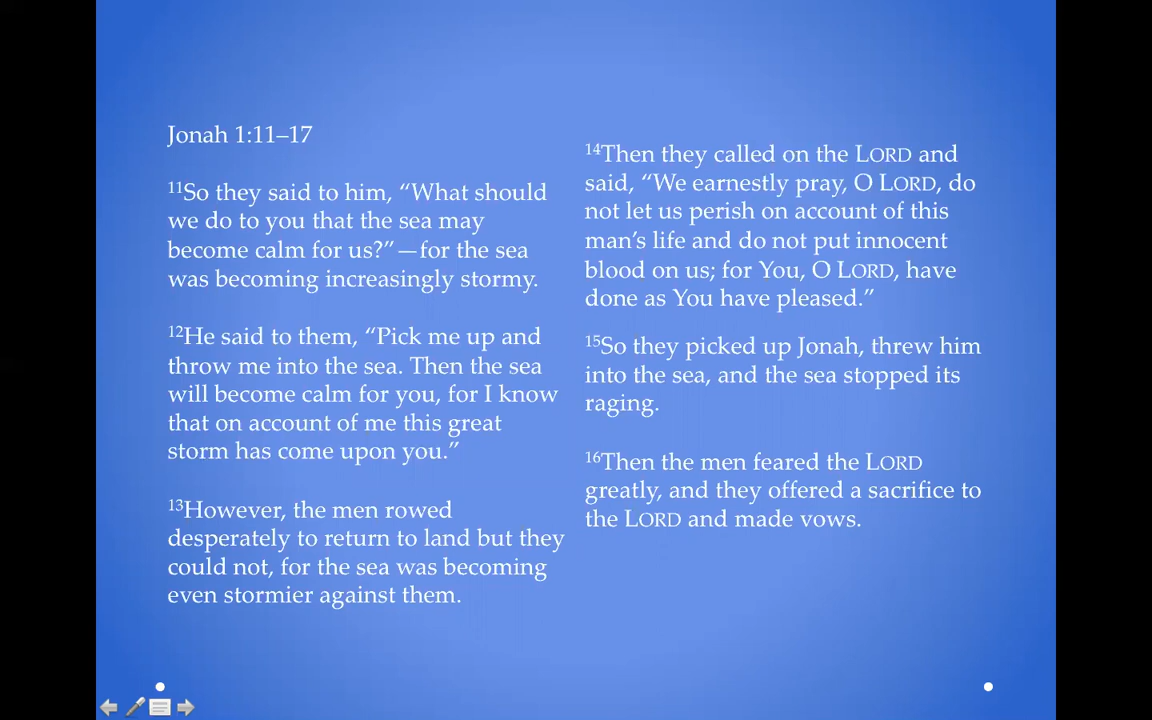 Jonah 1:11–17
¹¹So they said to him, “What should
we do to you that the sea may
become calm for us?”—for the sea
was becoming increasingly stormy.
¹²He said to them, “Pick me up and
throw me into the sea. Then the sea
will become calm for you, for I know
that on account of me this great
storm has come upon you.”
¹³However, the men rowed
desperately to return to land but they
could not, for the sea was becoming
even stormier against them.
¹⁴Then they called on the LORD and
said, “We earnestly pray, O LORD, do
not let us perish on account of this
man’s life and do not put innocent
blood on us; for You, O LORD, have
done as You have pleased.”
¹⁵So they picked up Jonah, threw him
into the sea, and the sea stopped its
raging.
¹⁶Then the men feared the LORD
greatly, and they offered a sacrifice to
the LORD and made vows.